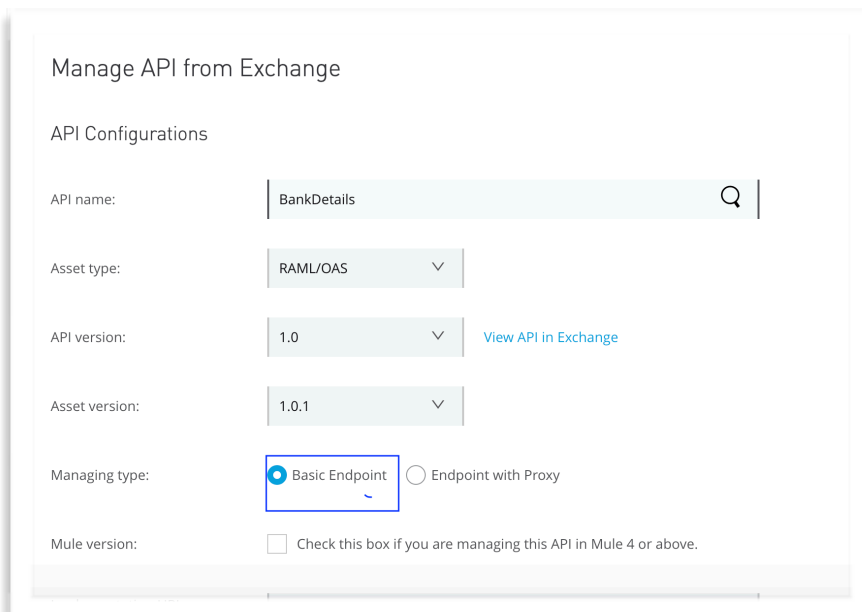 Manage API from Exchange
API Configurations
API name: BankDetails
Asset type: RAML/OAS
API version: 1.0 View API in Exchange
Asset version: 1.0.1
Managing type: Basic Endpoint Endpoint with Proxy
Mule version: Check this box if you are managing this API in Mule 4 or above.